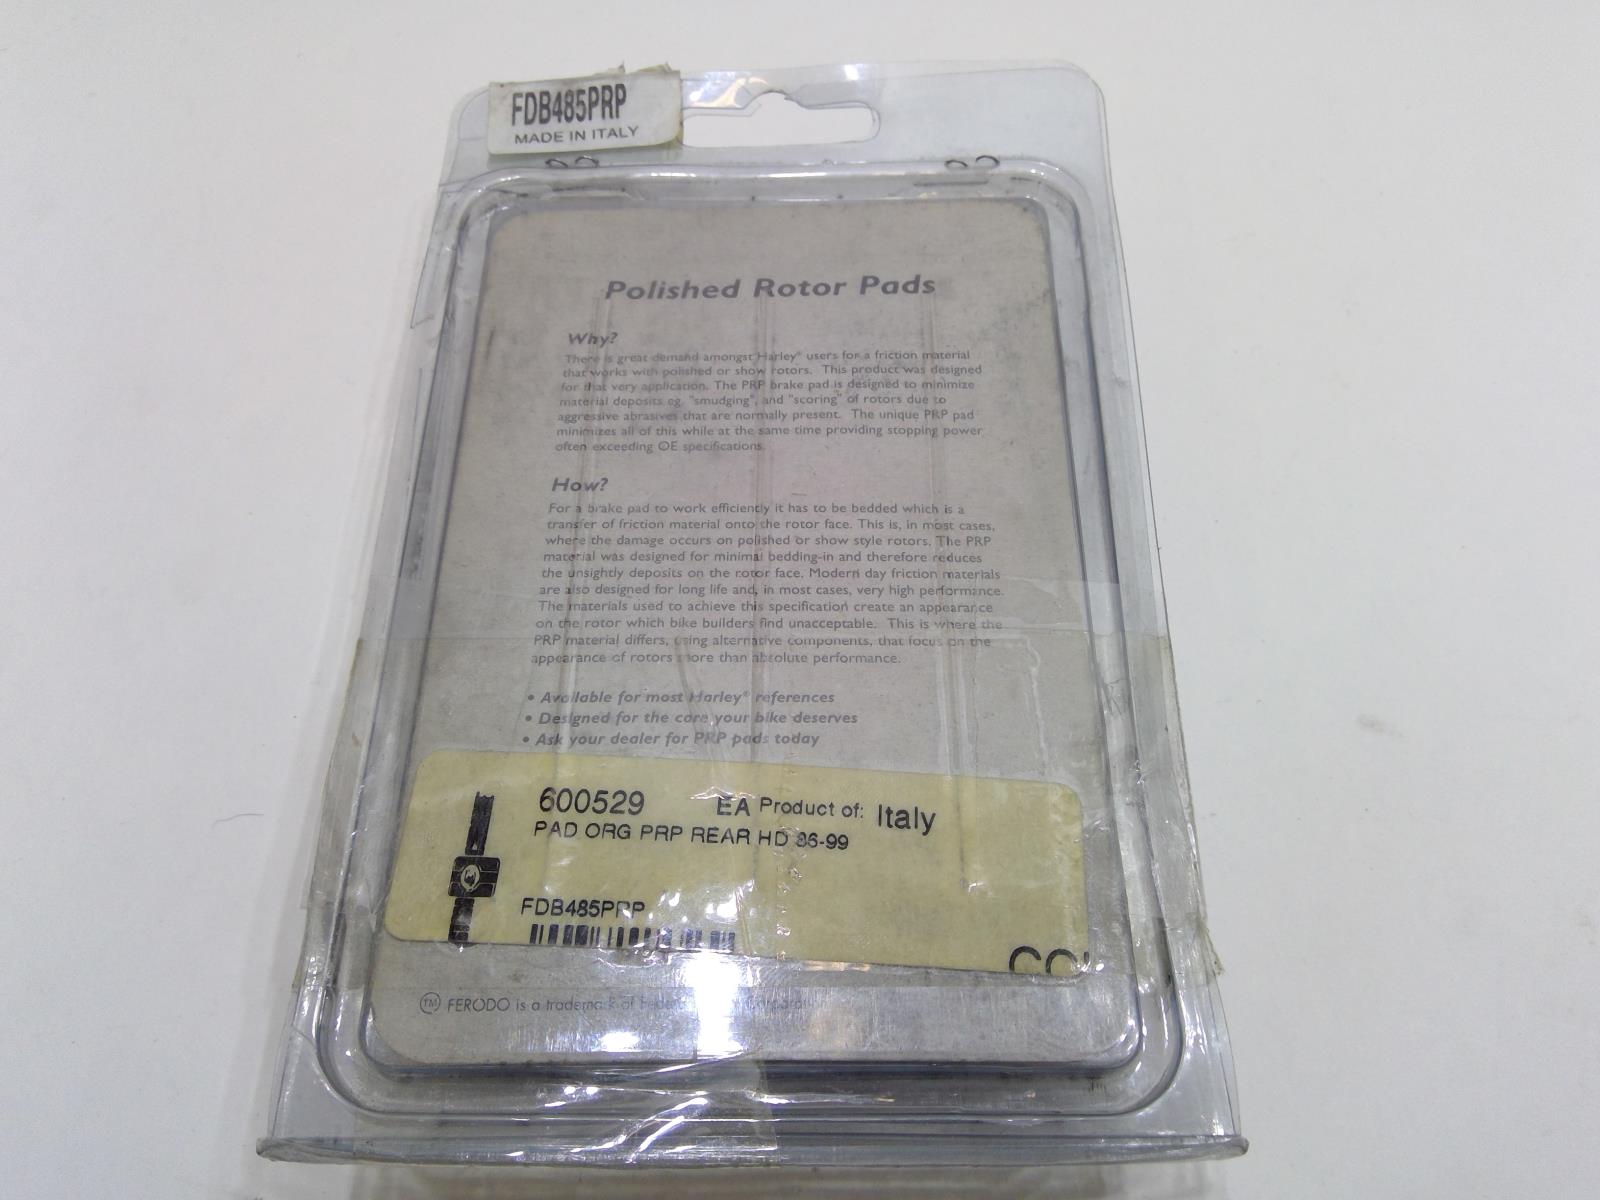 FDB485PRP
MADE IN ITALY
Polished Rotor Pads
Why?
There is great demand amongst Harley® users for a friction material
that works with polished or show rotors. This product was designed
for that very application. The PRP brake pad is designed to minimize
material deposits eg. "smudging", and "scoring" of rotors due to
aggressive abrasives that are normally present. The unique PRP pad
minimizes all of this while at the same time providing stopping power
often exceeding OE specifications.
How?
For a brake pad to work efficiently it has to be bedded which is a
transfer of friction material onto the rotor face. This is, in most cases,
where the damage occurs on polished or show style rotors. The PRP
material was designed for minimal bedding-in and therefore reduces
the unsightly deposits on the rotor face. Modern day friction materials
are also designed for long life and, in most cases, very high performance.
The materials used to achieve this specification create an appearance
on the rotor which bike builders find unacceptable. This is where the
PRP material differs, using alternative components, that focus on the
appearance of rotors more than absolute performance.
• Available for most Harley® references
• Designed for the care your bike deserves
• Ask your dealer for PRP pads today
600529 EA Product of: Italy
PAD ORG PRP REAR HD 86-99
FDB485PRP
TM FERODO is a trademark of